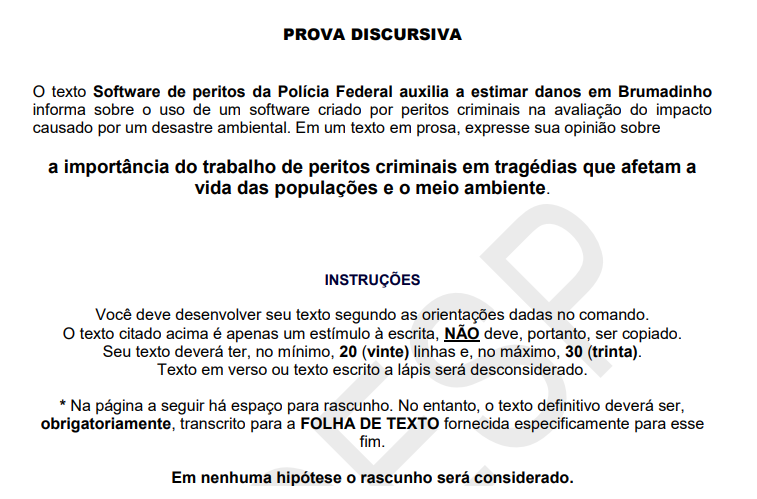 PROVA DISCURSIVA
O texto Software de peritos da Polícia Federal auxilia a estimar danos em Brumadinho
informa sobre o uso de um software criado por peritos criminais na avaliação do impacto
causado por um desastre ambiental. Em um texto em prosa, expresse sua opinião sobre
a importância do trabalho de peritos criminais em tragédias que afetam a
vida das populações e o meio ambiente.
INSTRUÇÕES
Você deve desenvolver seu texto segundo as orientações dadas no comando.
O texto citado acima é apenas um estímulo à escrita, NÃO deve, portanto, ser copiado.
Seu texto deverá ter, no mínimo, 20 (vinte) linhas e, no máximo, 30 (trinta).
Texto em verso ou texto escrito a lápis será desconsiderado.
* Na página a seguir há espaço para rascunho. No entanto, o texto definitivo deverá ser,
obrigatoriamente, transcrito para a FOLHA DE TEXTO fornecida especificamente para esse
fim.
Em nenhuma hipótese o rascunho será considerado.